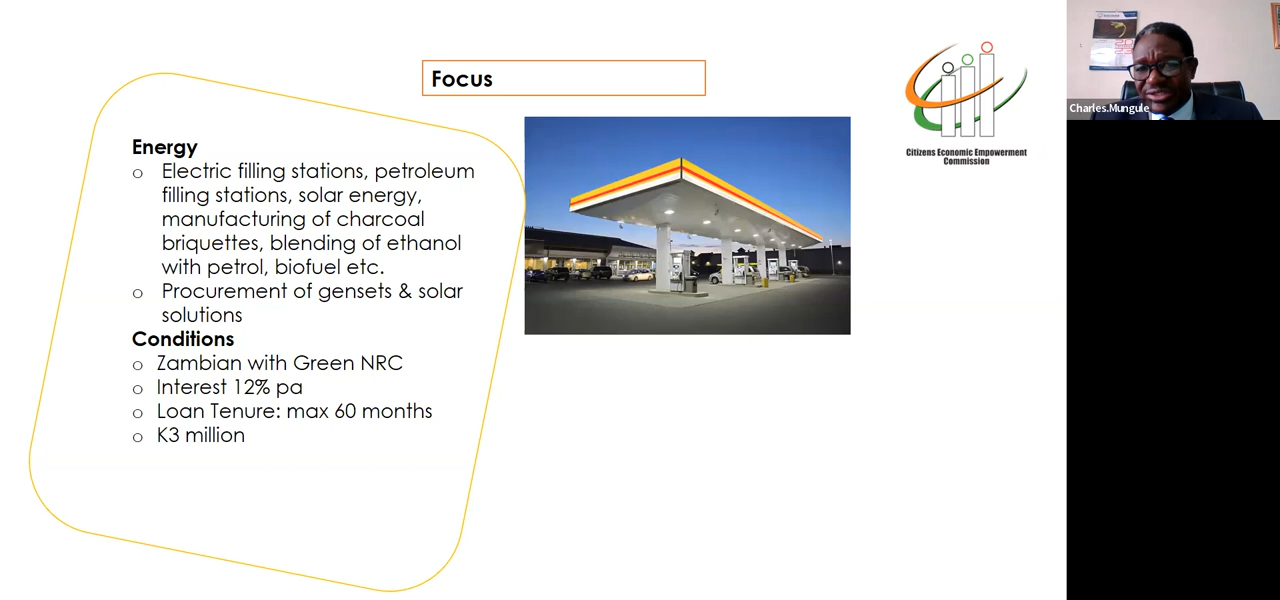 Focus
Energy
o Electric filling stations, petroleum
filling stations, solar energy,
manufacturing of charcoal
briquettes, blending of ethanol
with petrol, biofuel etc.
o Procurement of gensets & solar
solutions
Conditions
o Zambian with Green NRC
o Interest 12% pa
o Loan Tenure: max 60 months
o K3 million
Citizens Economic Empowerment
Commission
Charles.Mungule